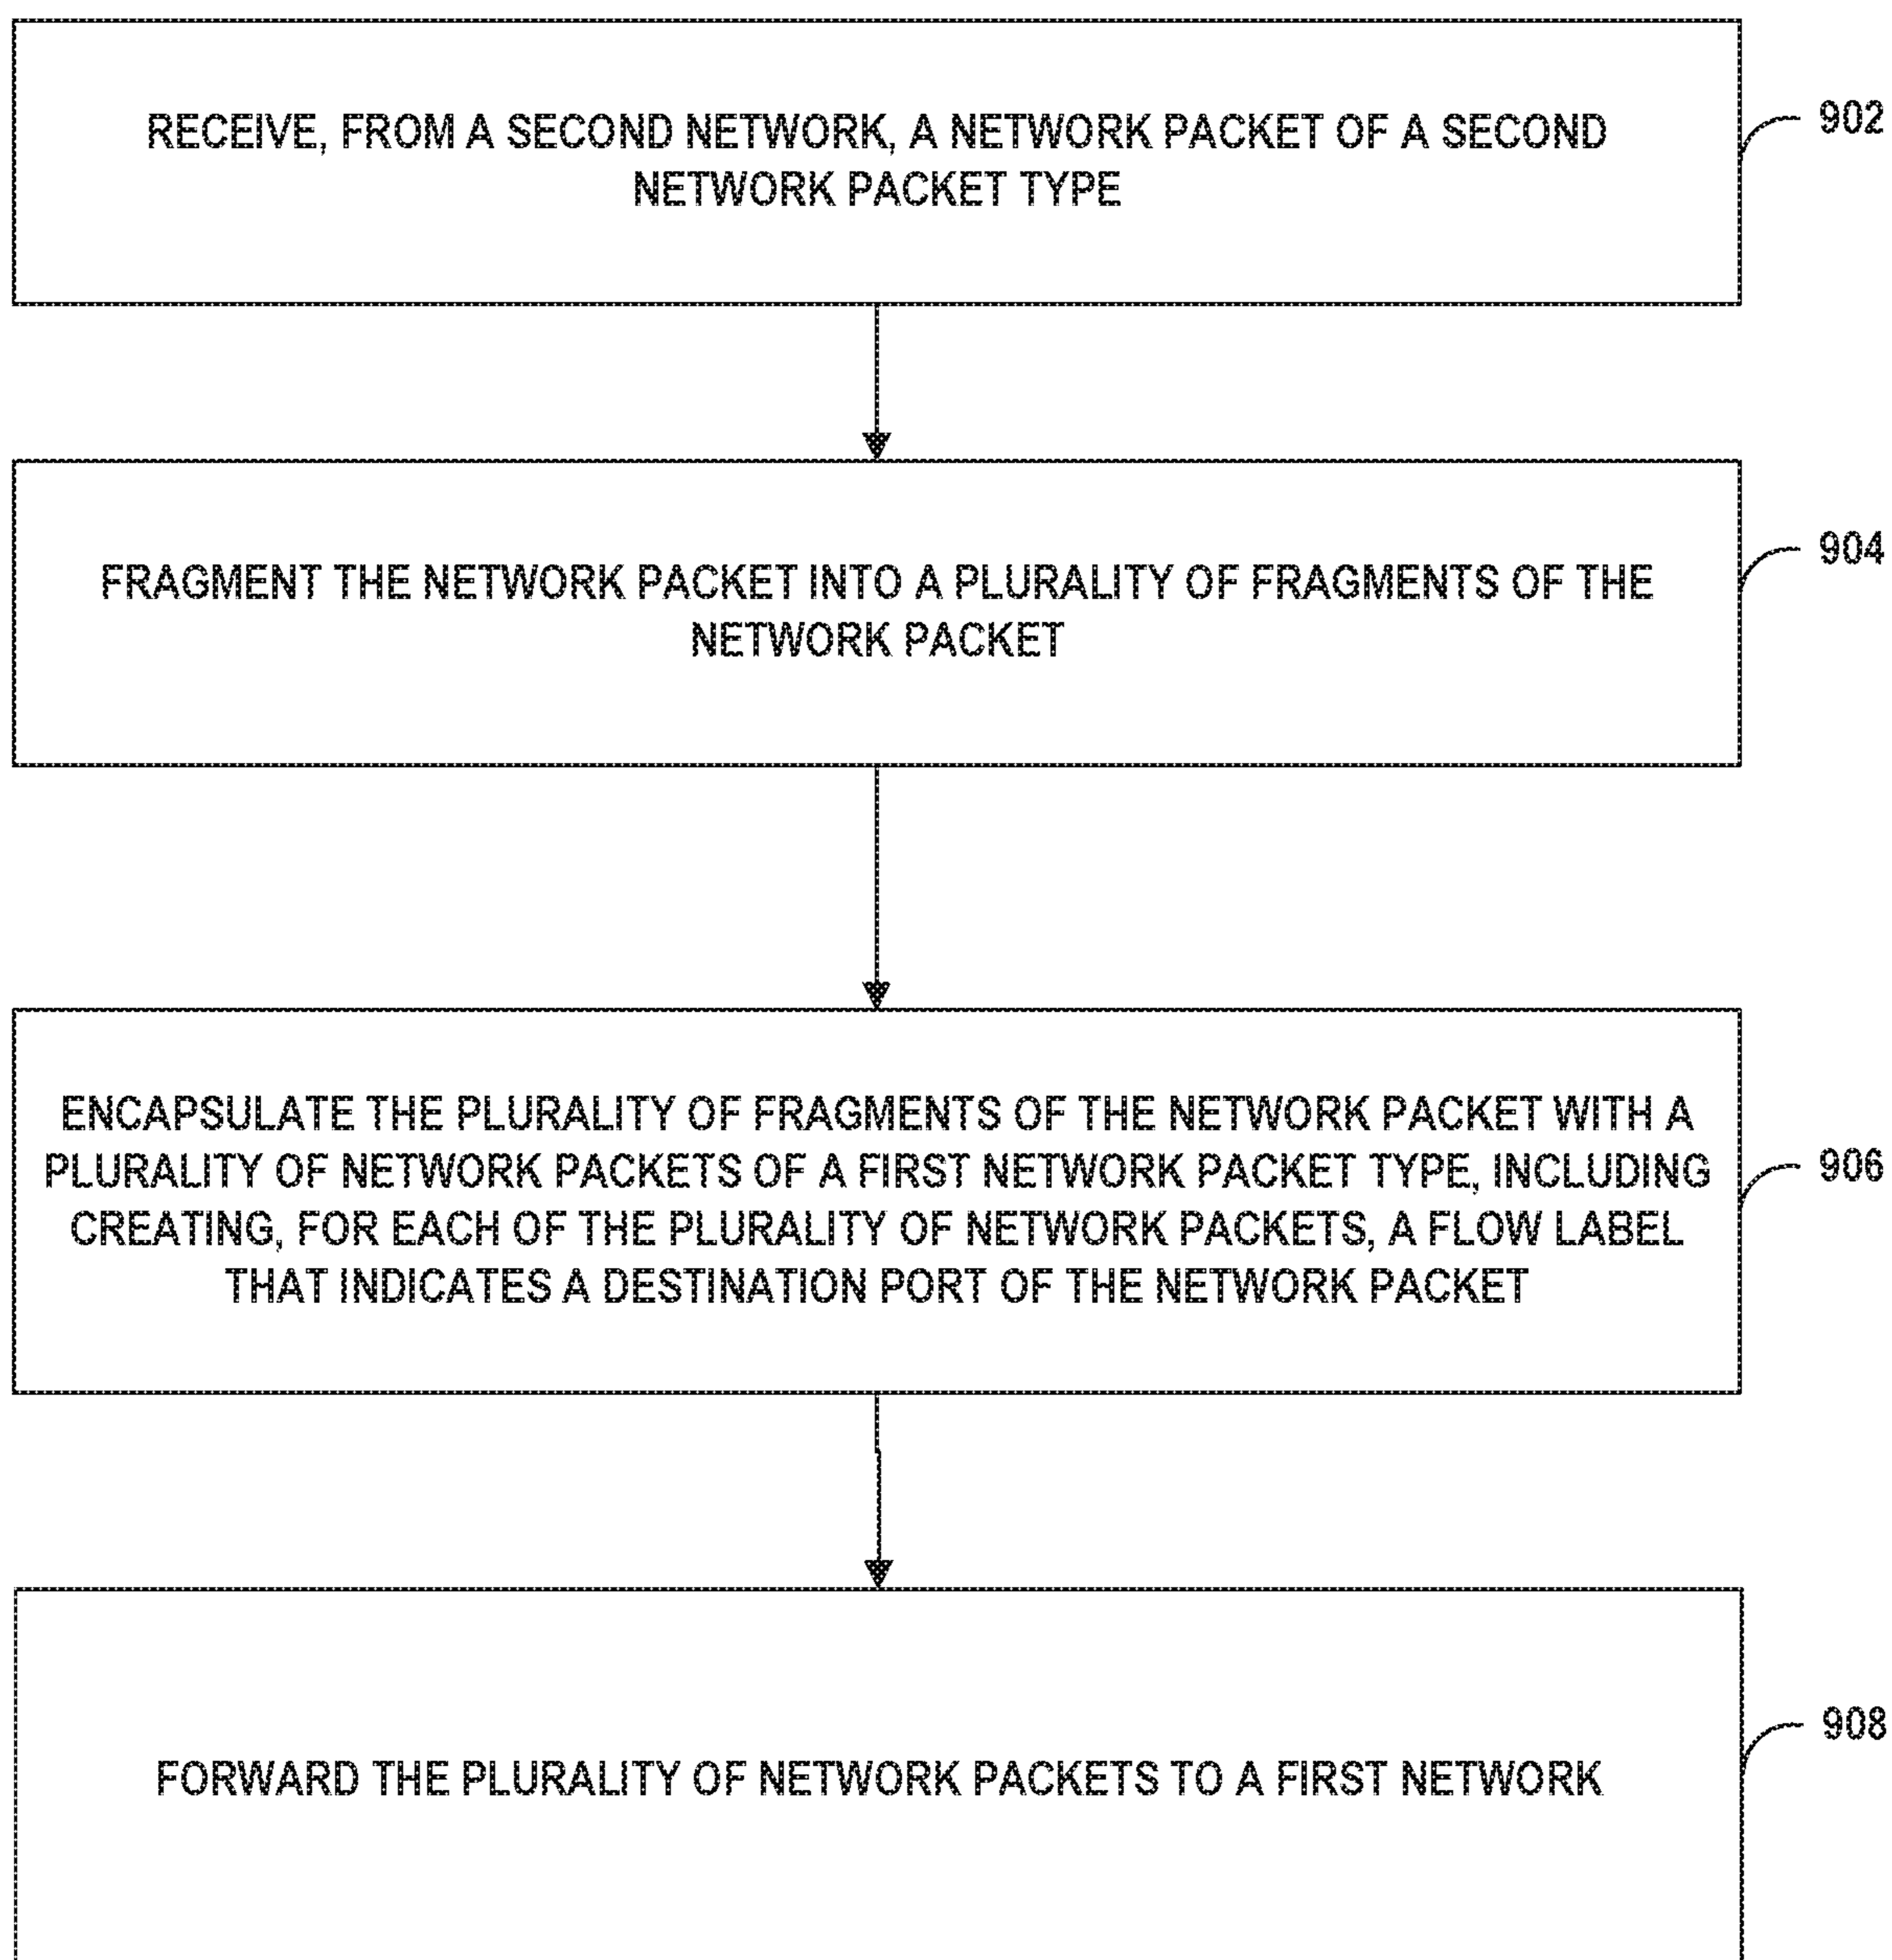 RECEIVE, FROM A SECOND NETWORK, A NETWORK PACKET OF A SECOND
NETWORK PACKET TYPE
902
FRAGMENT THE NETWORK PACKET INTO A PLURALITY OF FRAGMENTS OF THE
NETWORK PACKET
904
ENCAPSULATE THE PLURALITY OF FRAGMENTS OF THE NETWORK PACKET WITH A
PLURALITY OF NETWORK PACKETS OF A FIRST NETWORK PACKET TYPE, INCLUDING
CREATING, FOR EACH OF THE PLURALITY OF NETWORK PACKETS, A FLOW LABEL
THAT INDICATES A DESTINATION PORT OF THE NETWORK PACKET
906
FORWARD THE PLURALITY OF NETWORK PACKETS TO A FIRST NETWORK
908